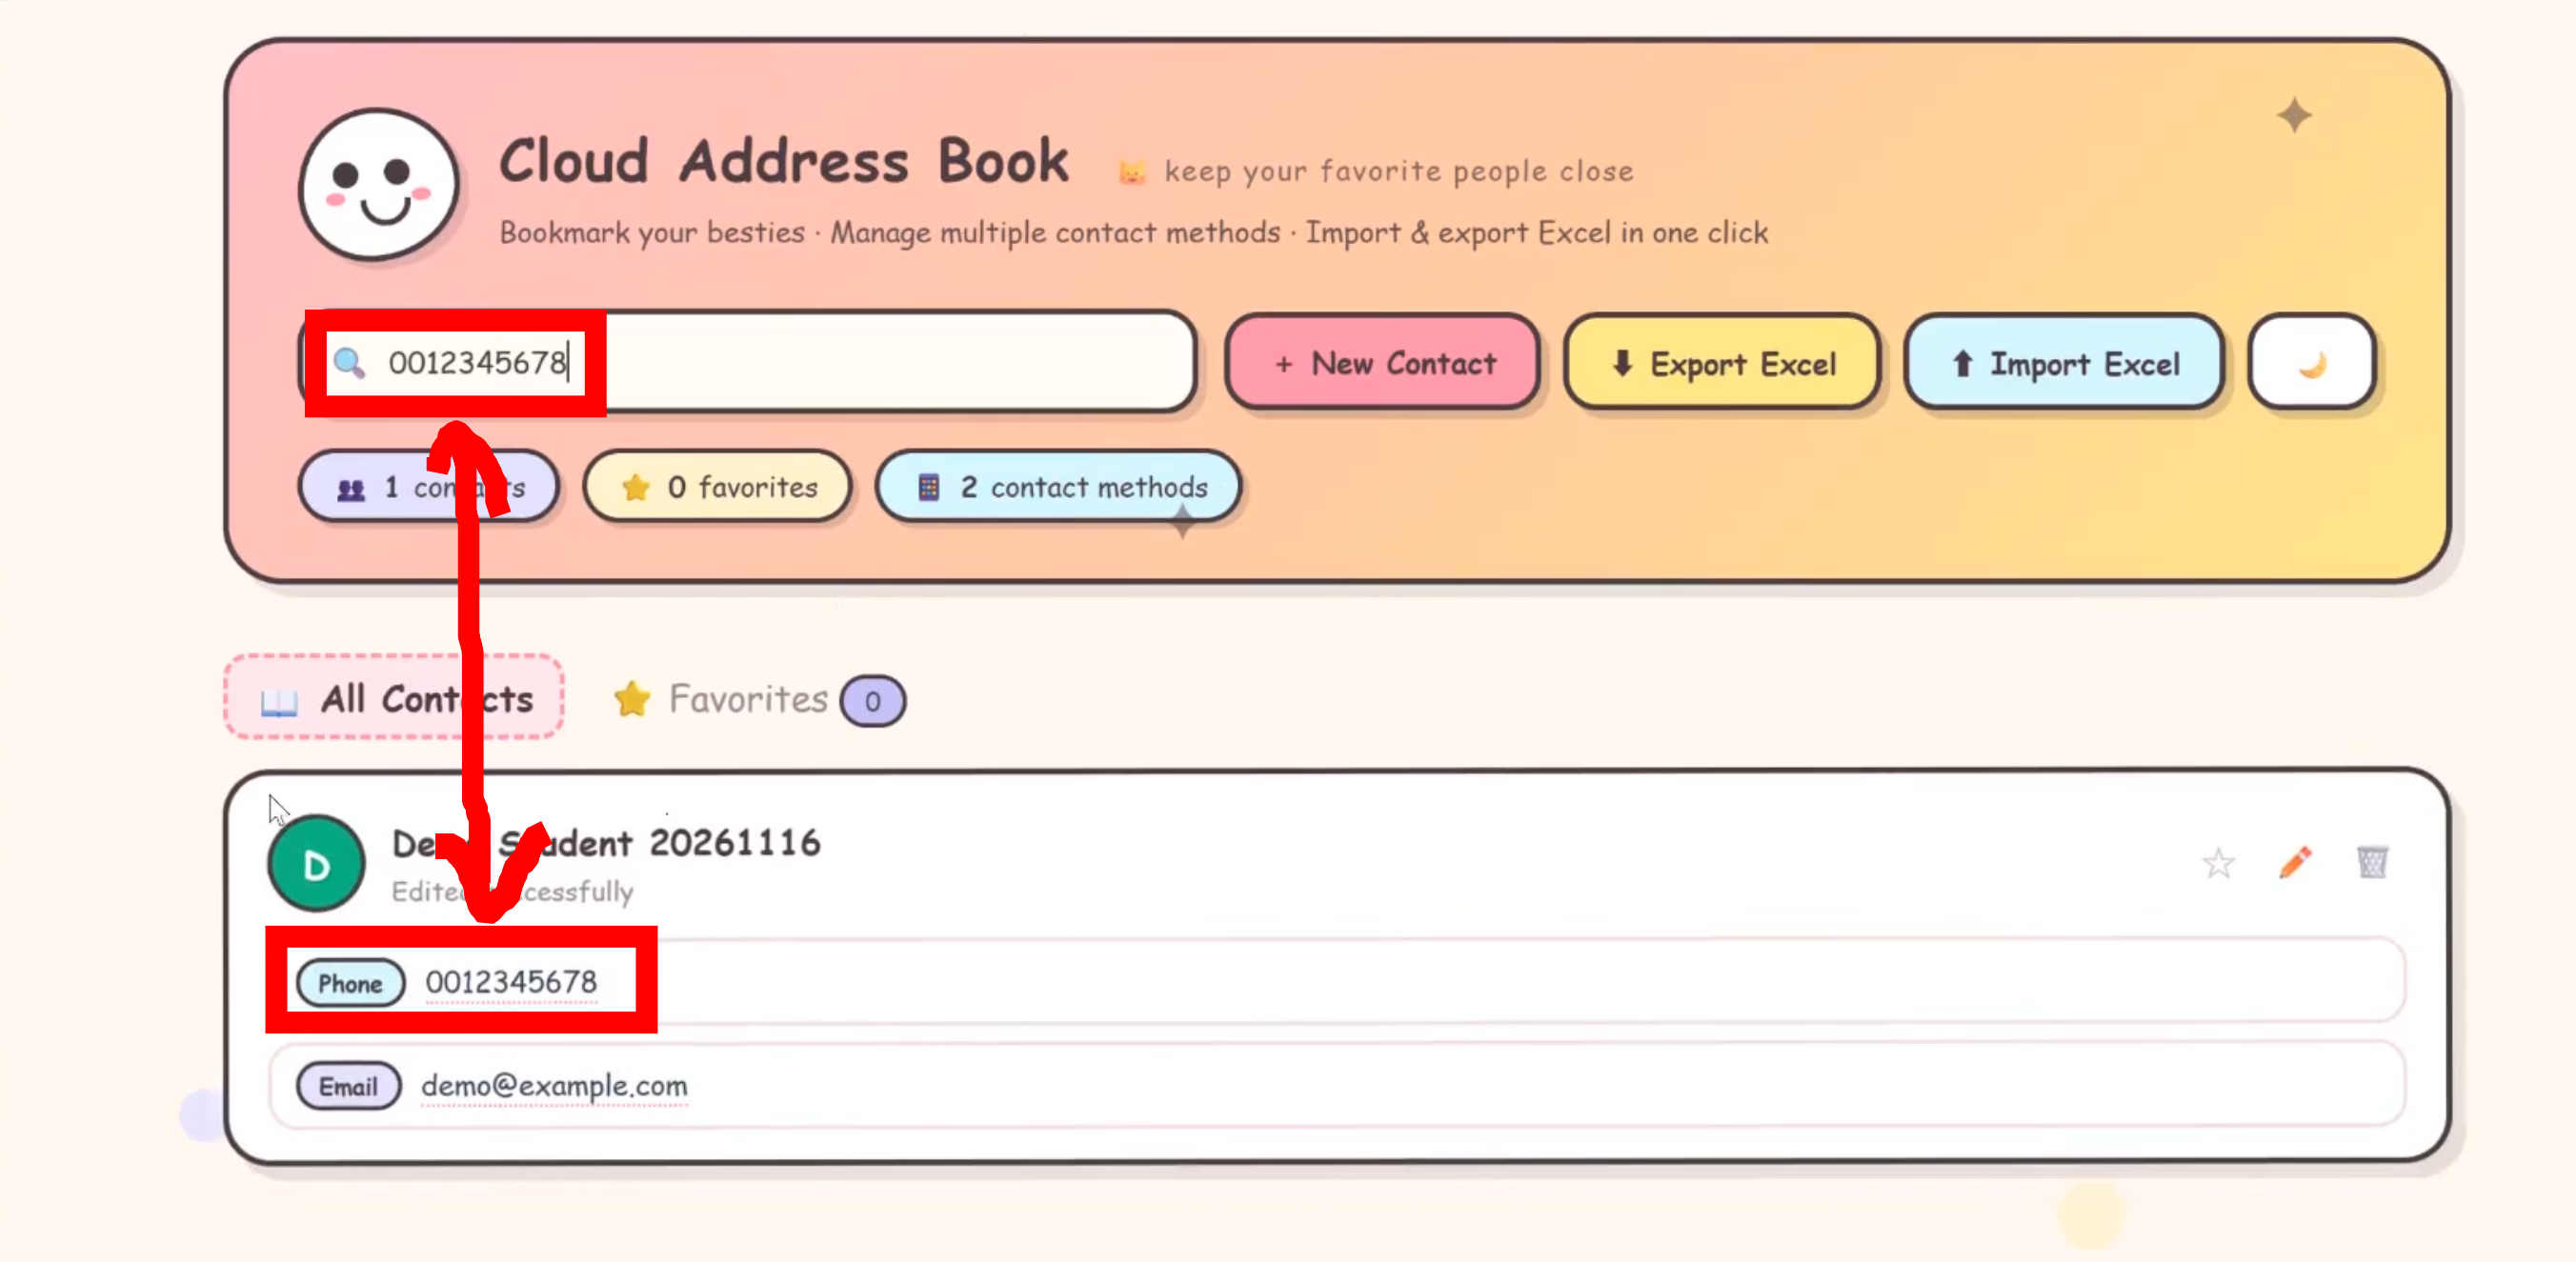 Cloud Address Book keep your favorite people close
Bookmark your besties · Manage multiple contact methods · Import & export Excel in one click
0012345678
+ New Contact
⬇ Export Excel
⬆ Import Excel
1
0 favorites
2 contact methods
All
Favorites 0
D
20261116
Phone 0012345678
Email demo@example.com